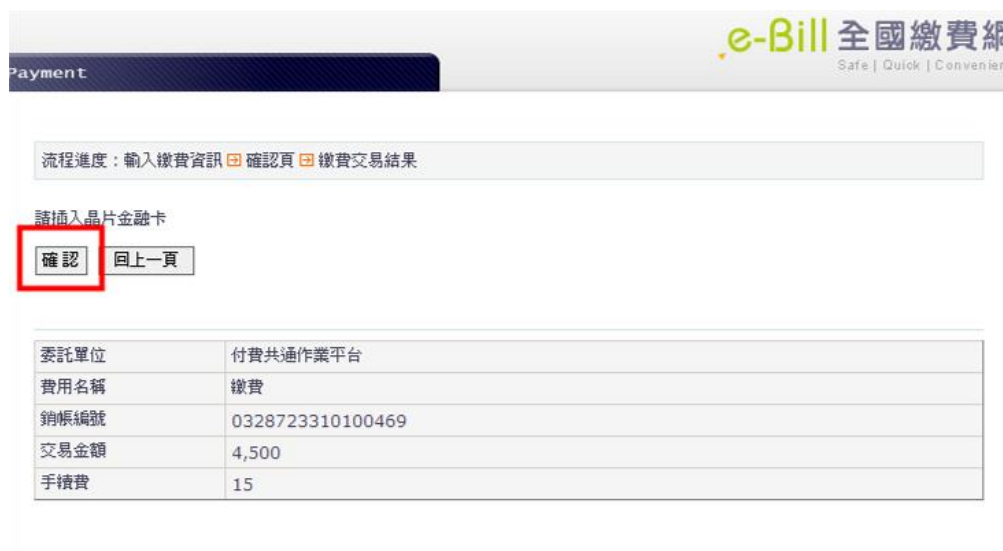 e-Bill 全國繳費網
Safe | Quick | Convenien
Payment
流程進度：輸入繳費資訊 確認頁 繳費交易結果
請插入晶片金融卡
確認 回上一頁
委託單位 付費共通作業平台
費用名稱 繳費
銷帳編號 0328723310100469
交易金額 4,500
手續費 15